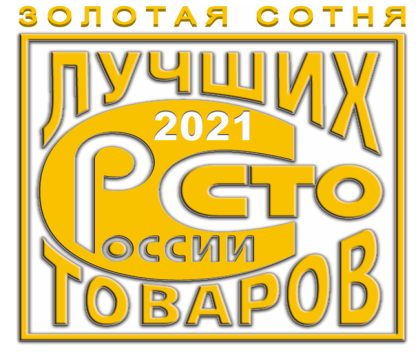 ЗОЛОТАЯ СОТНЯ
ЛУЧШИХ
2021
СТО
РОССИИ
ТОВАРОВ